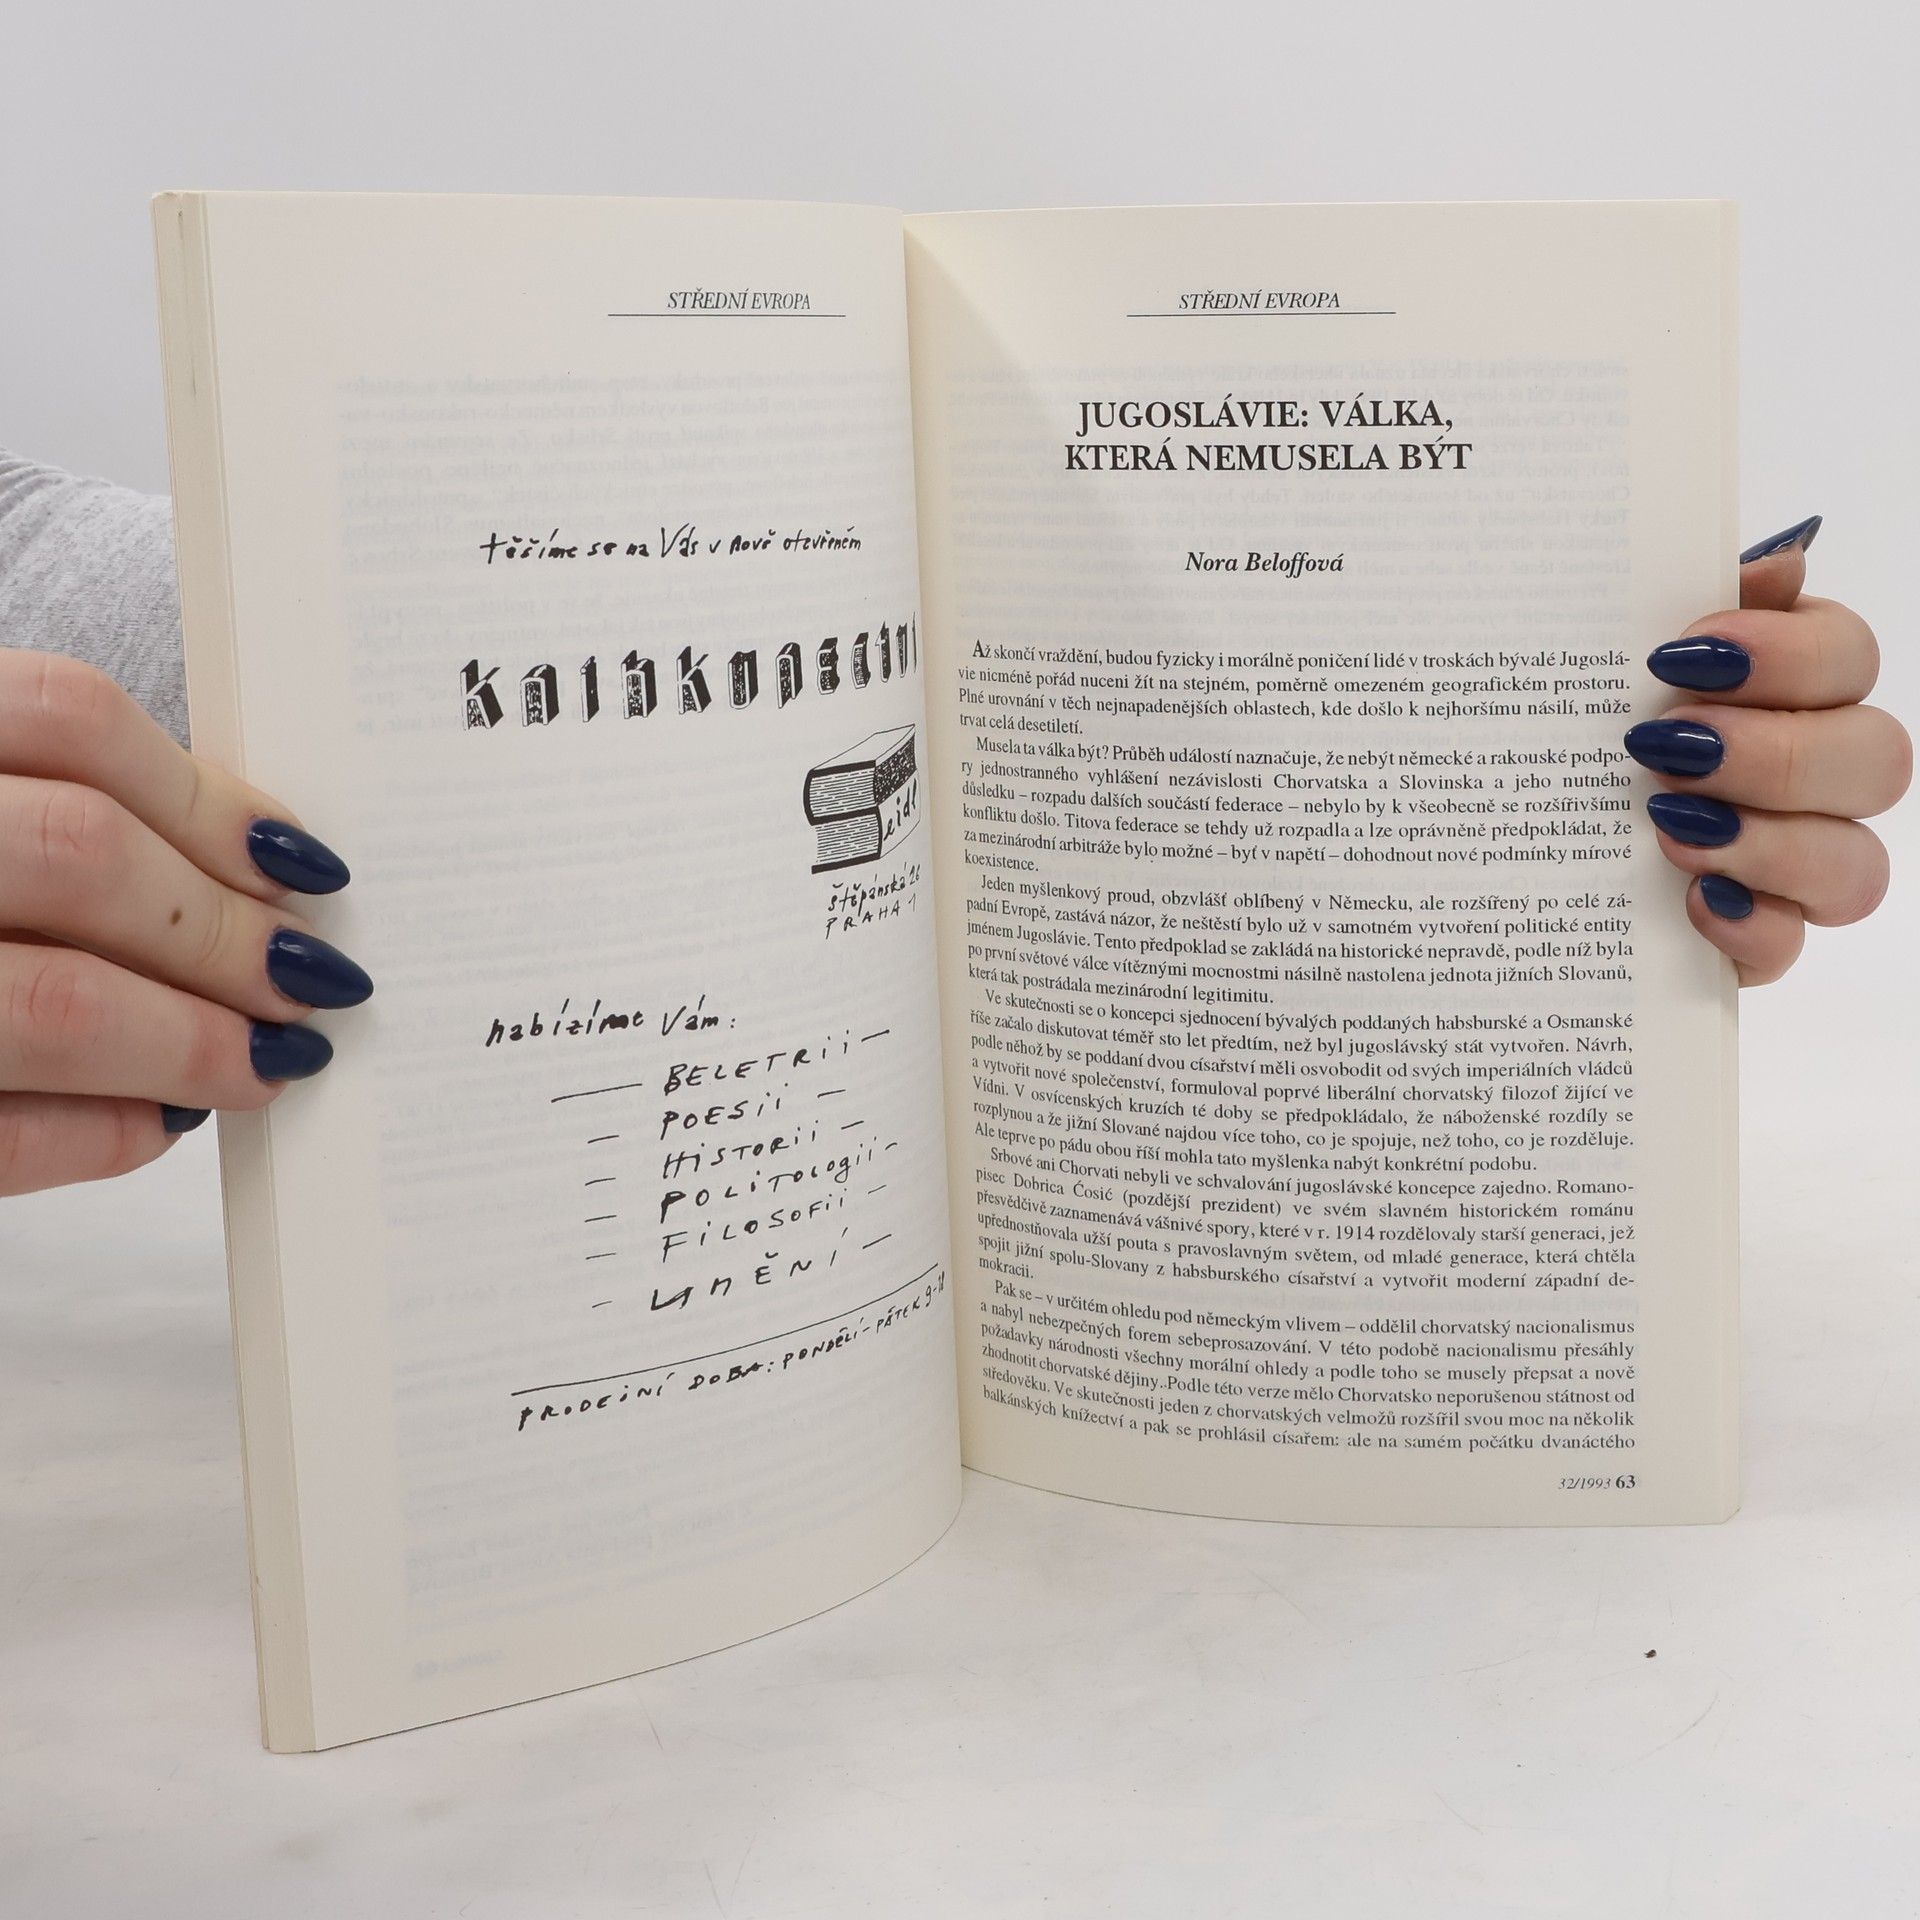 STŘEDNÍ EVROPA
těšíme se na Vás v nově otevřeném
knihkupectví
eidl
štěpánská 26
PRAHA 1
nabízíme Vám:
— BELETRII —
— POESII —
— HISTORII —
— POLITOLOGII —
— FILOSOFII —
— UMĚNÍ —
PRODEJNÍ DOBA: PONDĚLÍ - PÁTEK 9-18
STŘEDNÍ EVROPA
JUGOSLÁVIE: VÁLKA,
KTERÁ NEMUSELA BÝT
Nora Beloffová
Až skončí vraždění, budou fyzicky i morálně poničení lidé v troskách bývalé Jugoslá-
vie nicméně pořád nuceni žít na stejném, poměrně omezeném geografickém prostoru.
Plné urovnání v těch nejnapadenějších oblastech, kde došlo k nejhoršímu násilí, může
trvat celá desetiletí.
Musela ta válka být? Průběh událostí naznačuje, že nebýt německé a rakouské podpo-
ry jednostranného vyhlášení nezávislosti Chorvatska a Slovinska a jeho nutného
důsledku – rozpadu dalších součástí federace – nebylo by k všeobecně se rozšířivšímu
konfliktu došlo. Titova federace se tehdy už rozpadla a lze oprávněně předpokládat, že
za mezinárodní arbitráže bylo možné – byť v napětí – dohodnout nové podmínky mírové
koexistence.
Jeden myšlenkový proud, obzvlášť oblíbený v Německu, ale rozšířený po celé zá-
padní Evropě, zastává názor, že neštěstí bylo už v samotném vytvoření politické entity
jménem Jugoslávie. Tento předpoklad se zakládá na historické nepravdě, podle níž byla
po první světové válce vítěznými mocnostmi násilně nastolena jednota jižních Slovanů,
která tak postrádala mezinárodní legitimitu.
Ve skutečnosti se o koncepci sjednocení bývalých poddaných habsburské a Osmanské
říše začalo diskutovat téměř sto let předtím, než byl jugoslávský stát vytvořen. Návrh,
podle něhož by se poddaní dvou císařství měli osvobodit od svých imperiálních vládců
a vytvořit nové společenství, formuloval poprvé liberální chorvatský filozof žijící ve
Vídni. V osvícenských kruzích té doby se předpokládalo, že náboženské rozdíly se
rozplynou a že jižní Slované najdou více toho, co je spojuje, než toho, co je rozděluje.
Ale teprve po pádu obou říší mohla tato myšlenka nabýt konkrétní podobu.
Srbové ani Chorvati nebyli ve schvalování jugoslávské koncepce zajedno. Romano-
pisec Dobrica Ćosić (pozdější prezident) ve svém slavném historickém románu
přesvědčivě zaznamenává vášnivé spory, které v r. 1914 rozdělovaly starší generaci, jež
upřednostňovala užší pouta s pravoslavným světem, od mladé generace, která chtěla
spojit jižní spolu-Slovany z habsburského císařství a vytvořit moderní západní de-
mokracii.
Pak se – v určitém ohledu pod německým vlivem – oddělil chorvatský nacionalismus
a nabyl nebezpečných forem sebeprosazování. V této podobě nacionalismu přesáhly
požadavky národnosti všechny morální ohledy a podle toho se musely přepsat a nově
zhodnotit chorvatské dějiny..Podle této verze mělo Chorvatsko neporušenou státnost od
středověku. Ve skutečnosti jeden z chorvatských velmožů rozšířil svou moc na několik
balkánských knížectví a pak se prohlásil císařem: ale na samém počátku dvanáctého
32/1993 63